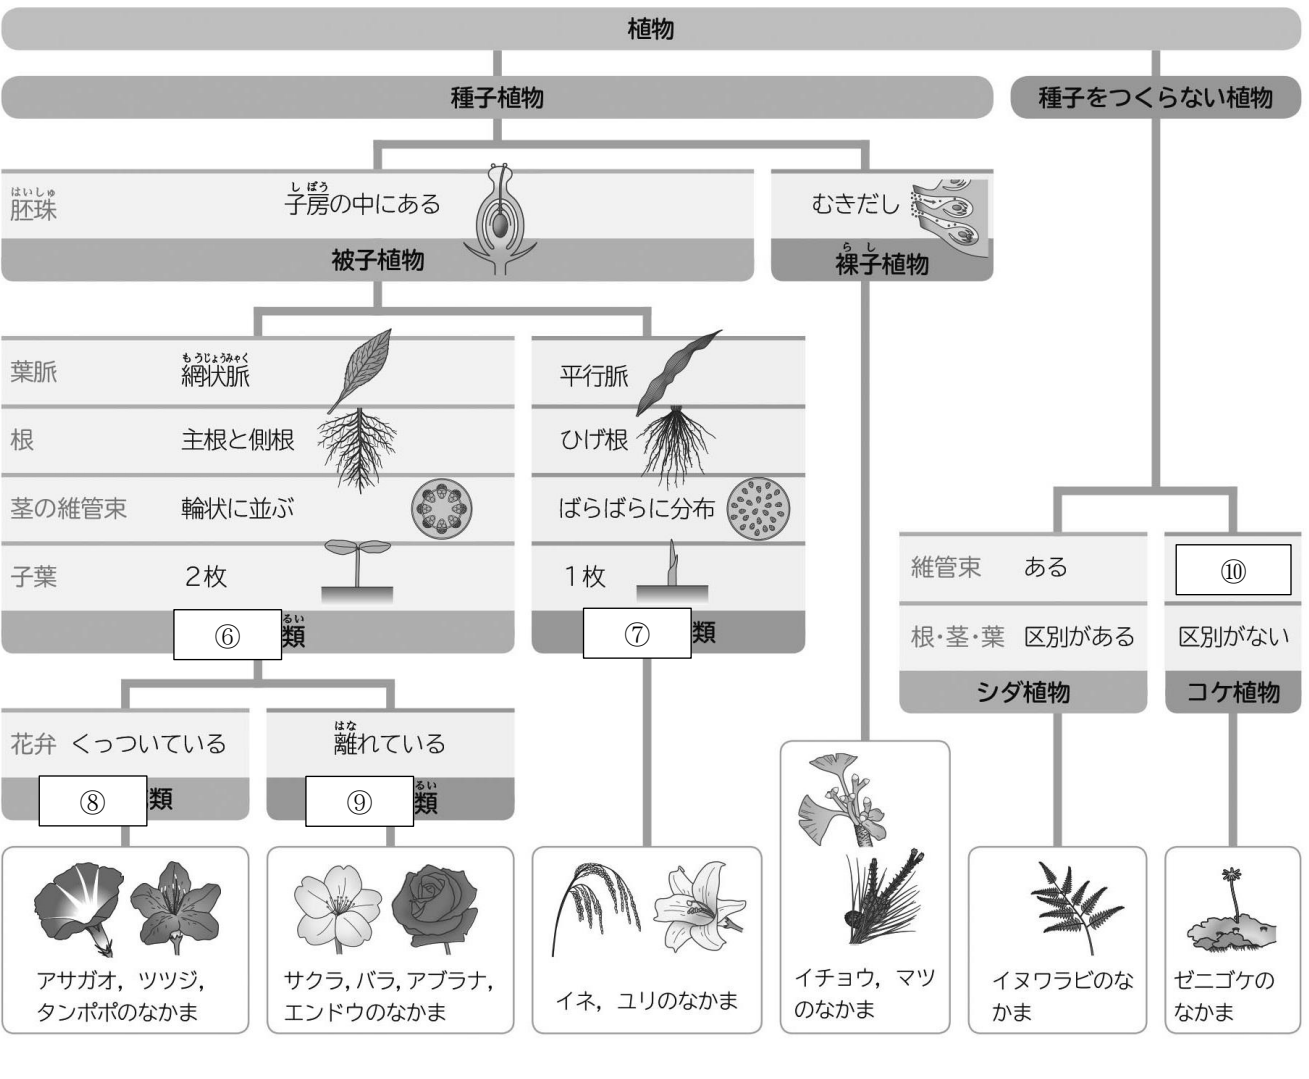 植物
種子植物
種子をつくらない植物
はいしゅ
胚珠
し ぼう
子房の中にある
むきだし
被子植物
ら し
裸子植物
葉脈
もうじょうみゃく
網状脈
平行脈
根
主根と側根
ひげ根
茎の維管束
輪状に並ぶ
ばらばらに分布
子葉
2枚
1枚
維管束
ある
⑩
⑥
るい
類
⑦
類
根・茎・葉
区別がある
区別がない
シダ植物
コケ植物
花弁
くっついている
はな
離れている
⑧
類
⑨
るい
類
アサガオ，ツツジ，
タンポポのなかま
サクラ，バラ，アブラナ，
エンドウのなかま
イネ，ユリのなかま
イチョウ，マツ
のなかま
イヌワラビのな
かま
ゼニゴケの
なかま